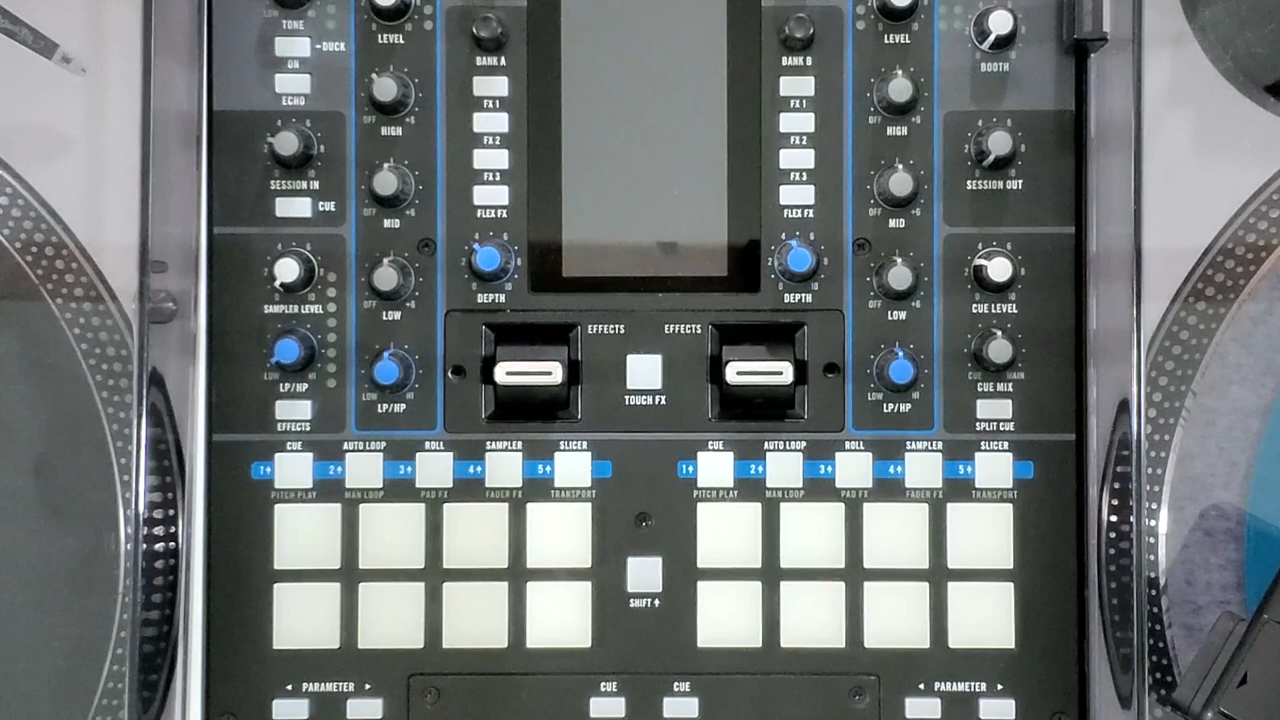 TONE
-DUCK
ON
ECHO
SESSION IN
CUE
SAMPLER LEVEL
LOW HI
LP/HP
EFFECTS
LEVEL
HIGH
OFF +6
MID
OFF +6
LOW
OFF +6
LOW HI
LP/HP
BANK A
FX 1
FX 2
FX 3
FLEX FX
DEPTH
0 10
EFFECTS EFFECTS
TOUCH FX
BANK B
FX 1
FX 2
FX 3
FLEX FX
DEPTH
0 10
LEVEL
HIGH
OFF +6
MID
OFF +6
LOW
OFF +6
LOW HI
LP/HP
BOOTH
SESSION OUT
CUE LEVEL
CUE MAIN
CUE MIX
SPLIT CUE
CUE AUTO LOOP ROLL SAMPLER SLICER
1↑ 2↑ 3↑ 4↑ 5↑
PITCH PLAY MAN LOOP PAD FX FADER FX TRANSPORT
CUE AUTO LOOP ROLL SAMPLER SLICER
1↑ 2↑ 3↑ 4↑ 5↑
PITCH PLAY MAN LOOP PAD FX FADER FX TRANSPORT
SHIFT ↑
◄ PARAMETER ►
CUE CUE
◄ PARAMETER ►